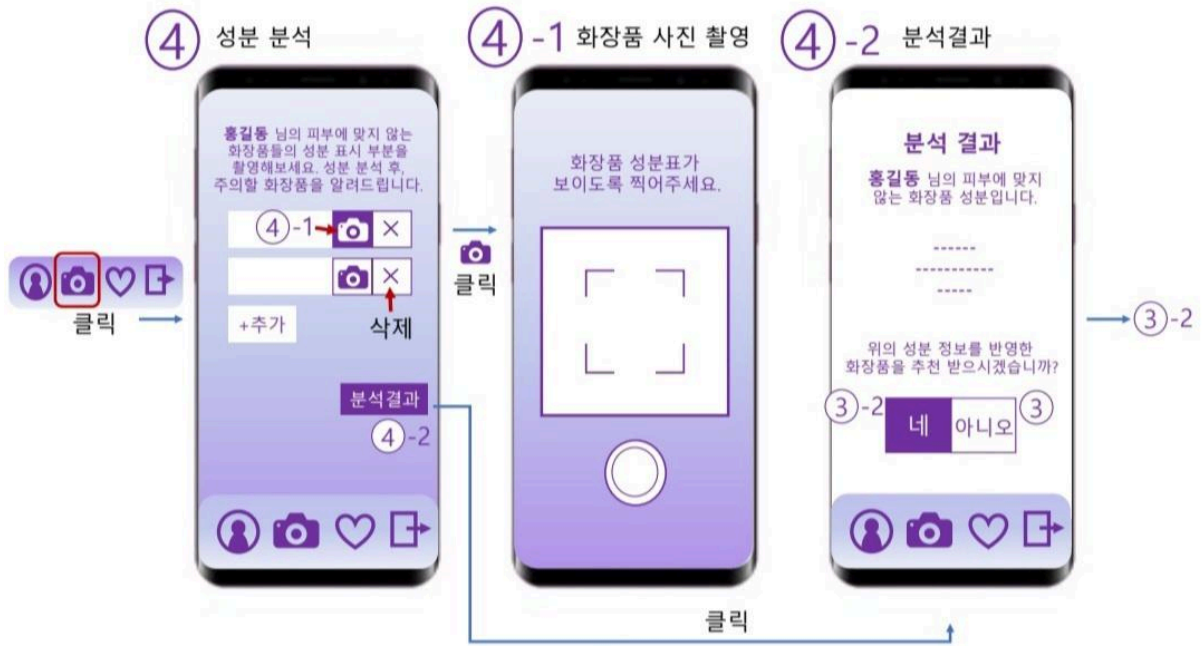 ④ 성분 분석
④-1 화장품 사진 촬영
④-2 분석결과
클릭
홍길동 님의 피부에 맞지 않는
화장품들의 성분 표시 부분을
촬영해보세요. 성분 분석 후,
주의할 화장품을 알려드립니다.
④-1
×
×
+추가
삭제
분석결과
④-2
클릭
화장품 성분표가
보이도록 찍어주세요.
클릭
분석 결과
홍길동 님의 피부에 맞지
않는 화장품 성분입니다.
------
-----------
-----
위의 성분 정보를 반영한
화장품을 추천 받으시겠습니까?
③-2 네 아니오 ③
③-2